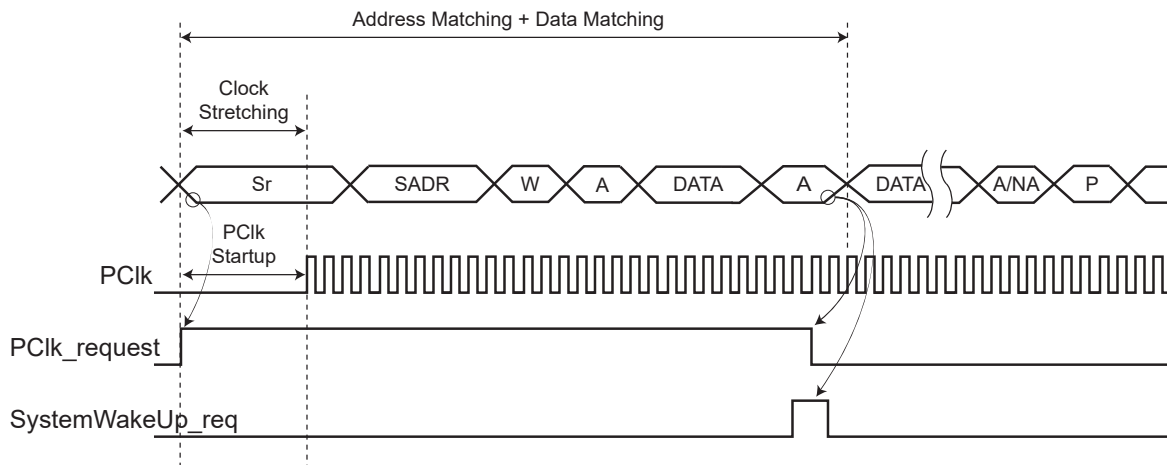 Address Matching + Data Matching
Clock
Stretching
Sr
SADR
W
A
DATA
A
DATA
A/NA
P
PClk
Startup
PClk
PClk_request
SystemWakeUp_req